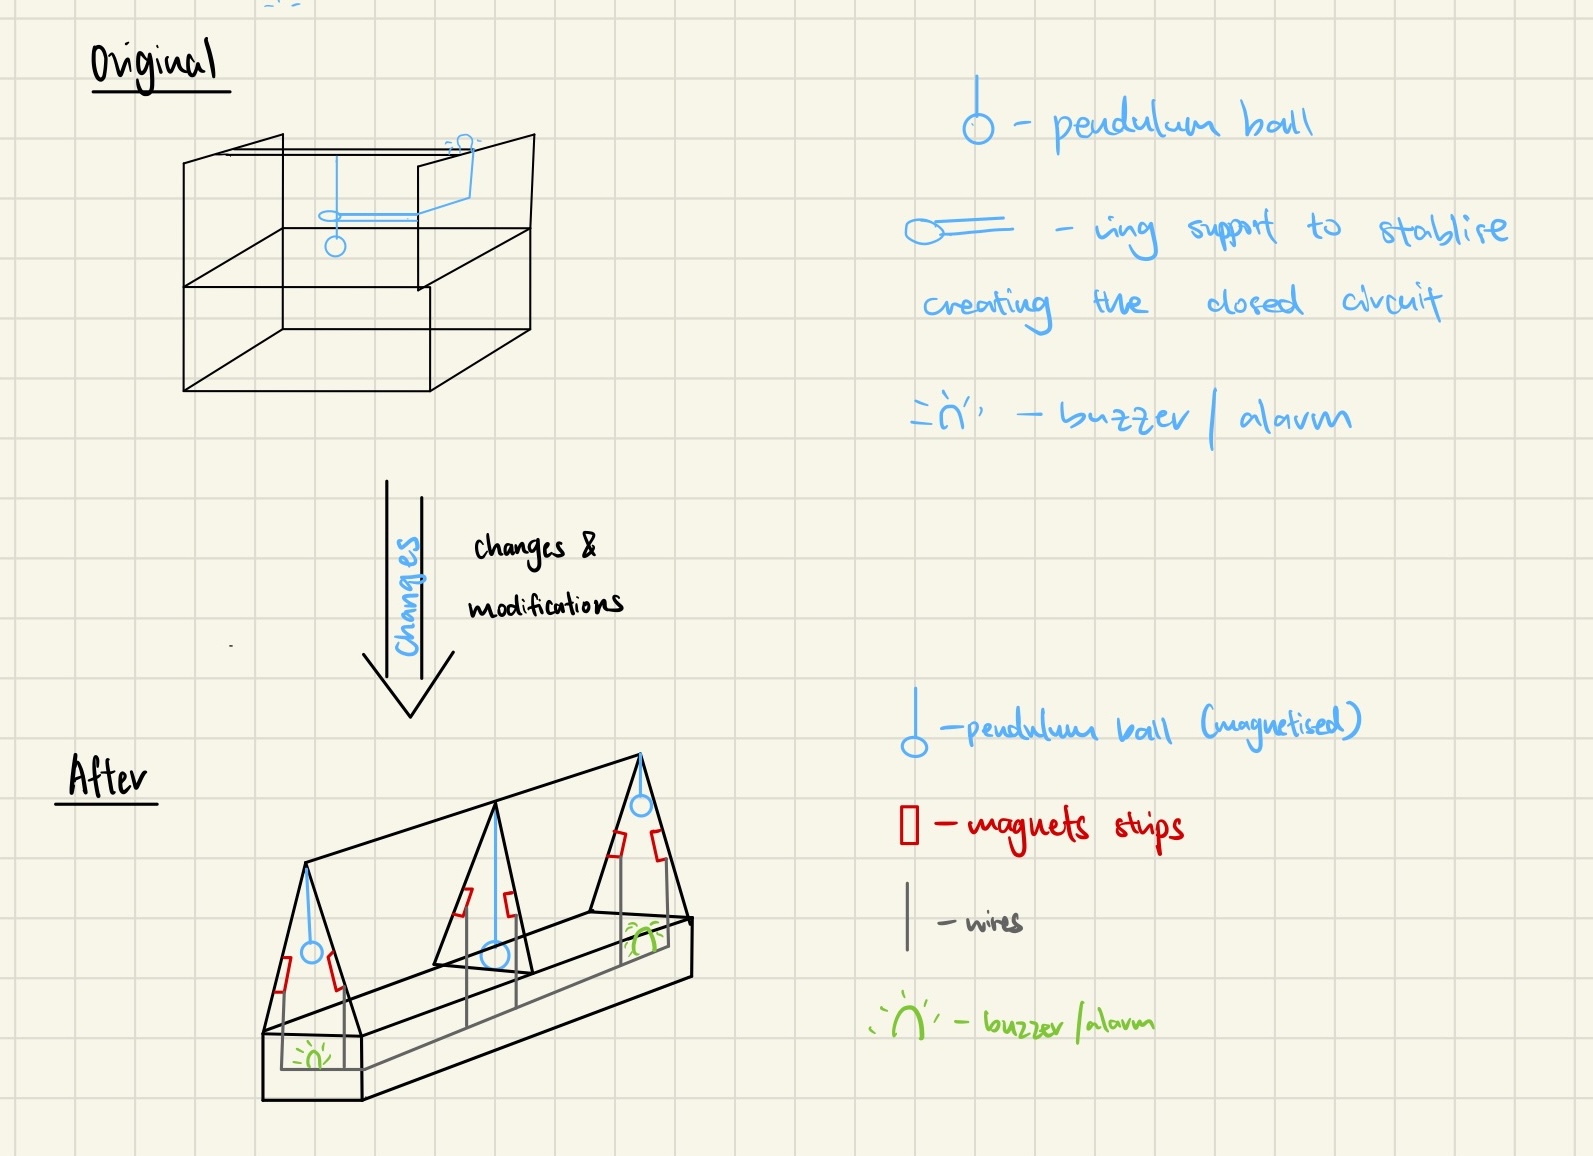 Original
- pendulum ball
- ring support to stablise
creating the closed circuit
- buzzer / alarm
changes
changes &
modifications
After
- pendulum ball (magnetised)
- magnets strips
- wires
- buzzer / alarm